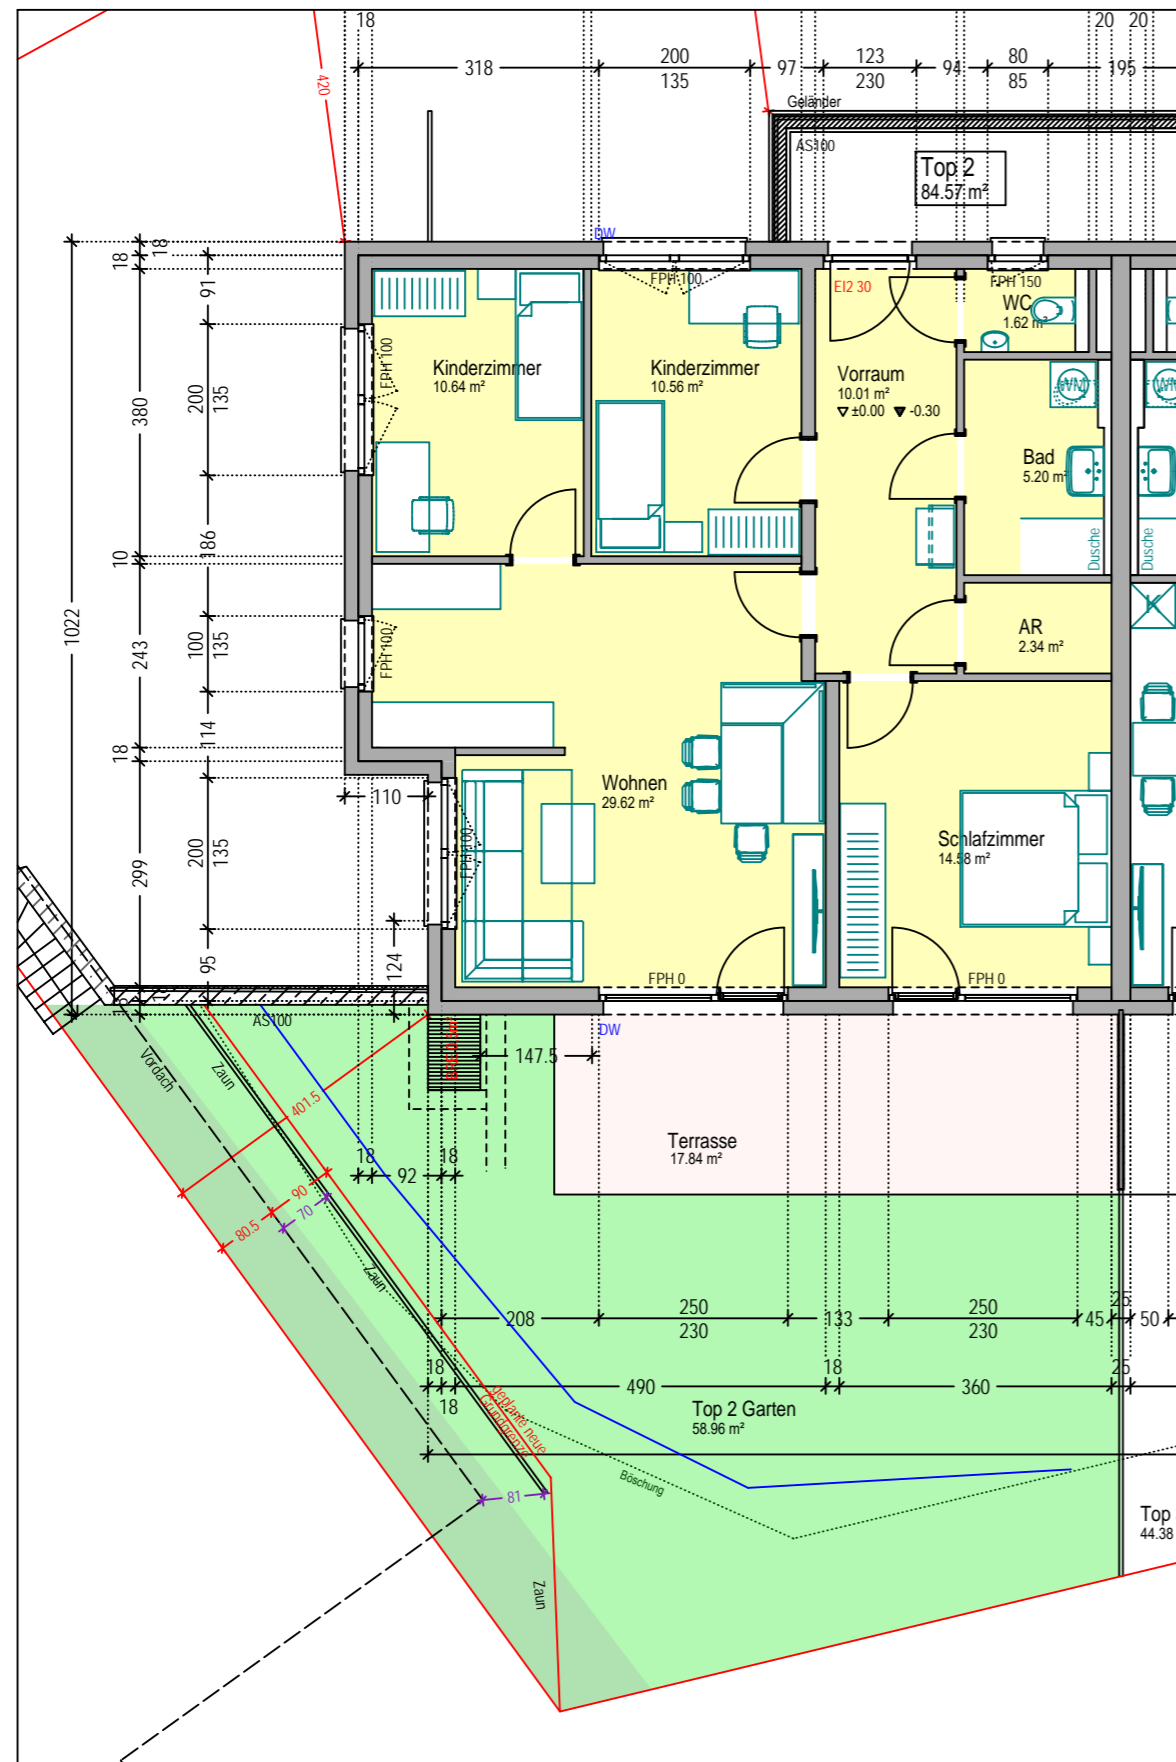 18
20
20
318
200
135
97
123
230
94
80
85
195
420
Geländer
AS100
Top 2
84.57 m²
DW
FPH 100
EI2 30
FPH 150
WC
1.62 m²
18
18
91
Kinderzimmer
10.64 m²
Kinderzimmer
10.56 m²
Vorraum
10.01 m²
±0.00
-0.30
FPH 100
380
200
135
WM
WM
Bad
5.20 m²
Dusche
Dusche
186
10
1022
243
100
135
FPH 100
AR
2.34 m²
K
114
18
110
Wohnen
29.62 m²
Schlafzimmer
14.58 m²
299
200
135
FPH 100
95
124
FPH 0
FPH 0
AS100
DW
Vordach
Zaun
147.5
Terrasse
17.84 m²
401.5
18
92
18
90
70
80.5
Zaun
208
250
230
133
250
230
45
25
50
18
18
490
18
360
25
geplante neue
Grundgrenze
Top 2 Garten
58.96 m²
Böschung
81
Top
44.38
Zaun